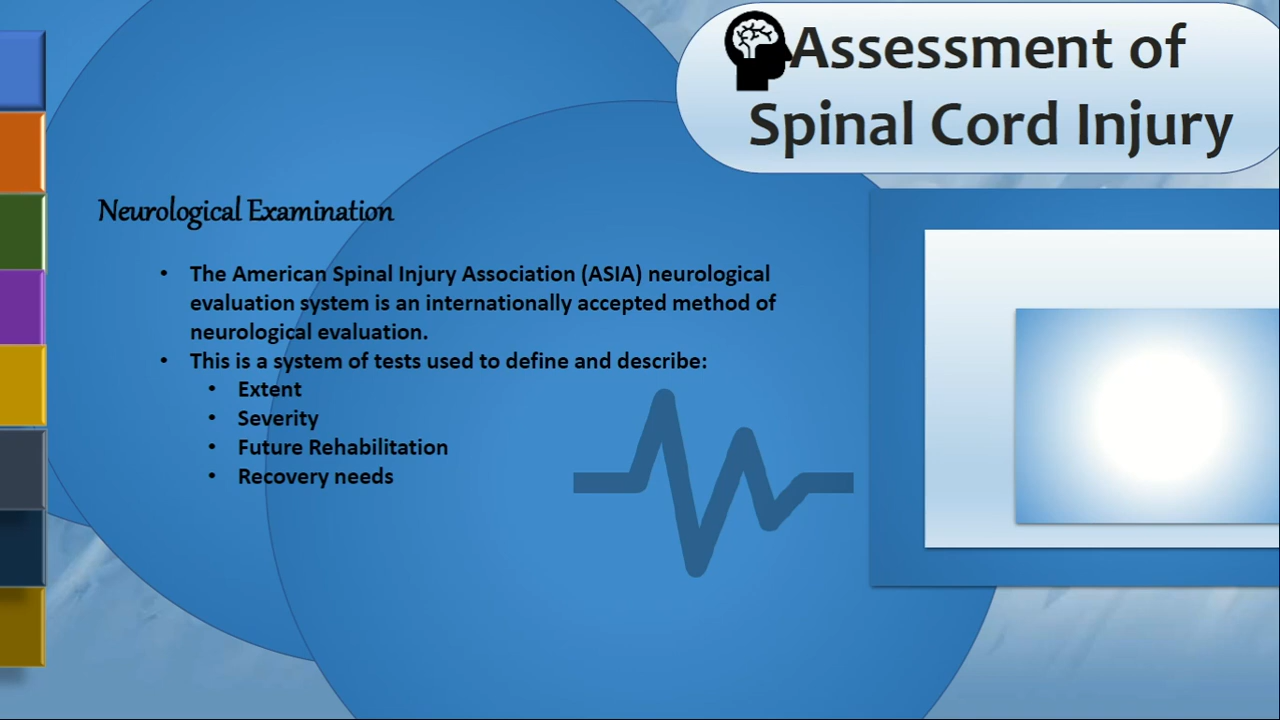 Assessment of
Spinal Cord Injury
Neurological Examination
• The American Spinal Injury Association (ASIA) neurological
evaluation system is an internationally accepted method of
neurological evaluation.
• This is a system of tests used to define and describe:
• Extent
• Severity
• Future Rehabilitation
• Recovery needs